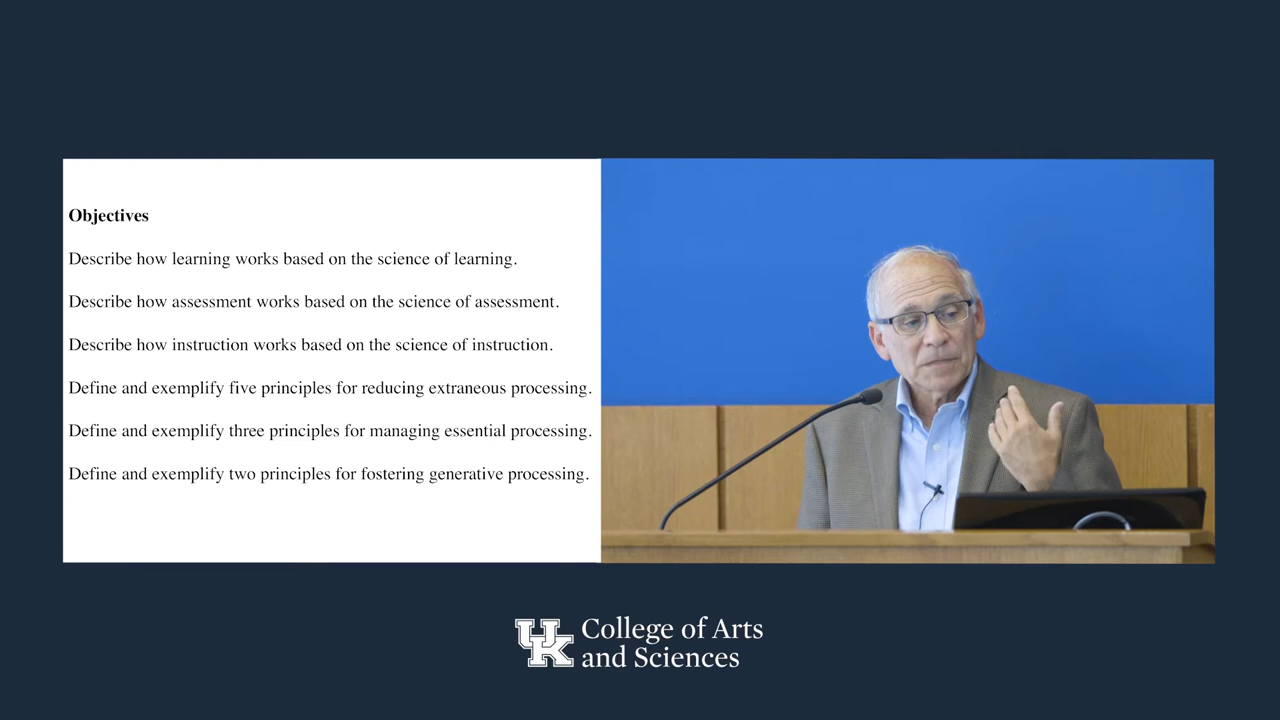 Objectives
Describe how learning works based on the science of learning.
Describe how assessment works based on the science of assessment.
Describe how instruction works based on the science of instruction.
Define and exemplify five principles for reducing extraneous processing.
Define and exemplify three principles for managing essential processing.
Define and exemplify two principles for fostering generative processing.
UK College of Arts
and Sciences